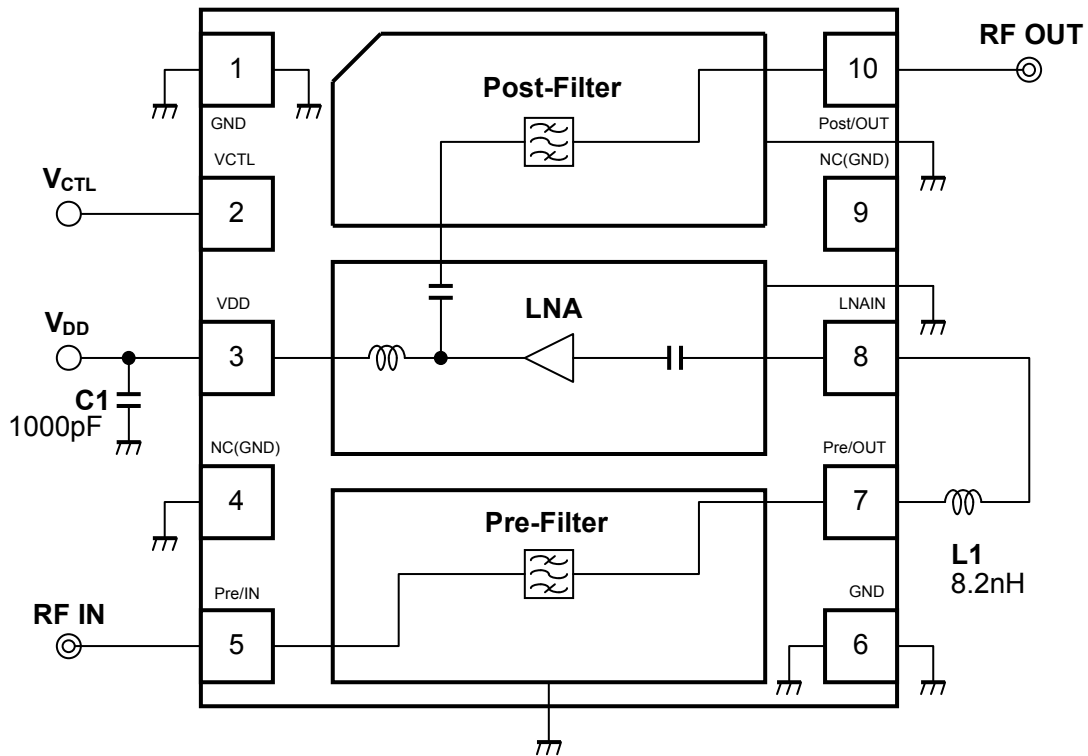 RF OUT
1
10
Post-Filter
GND
Post/OUT
VCTL
NC(GND)
VCTL
2
9
VDD
LNA
LNAIN
VDD
3
8
C1
1000pF
NC(GND)
Pre/OUT
4
7
Pre-Filter
L1
8.2nH
Pre/IN
GND
RF IN
5
6